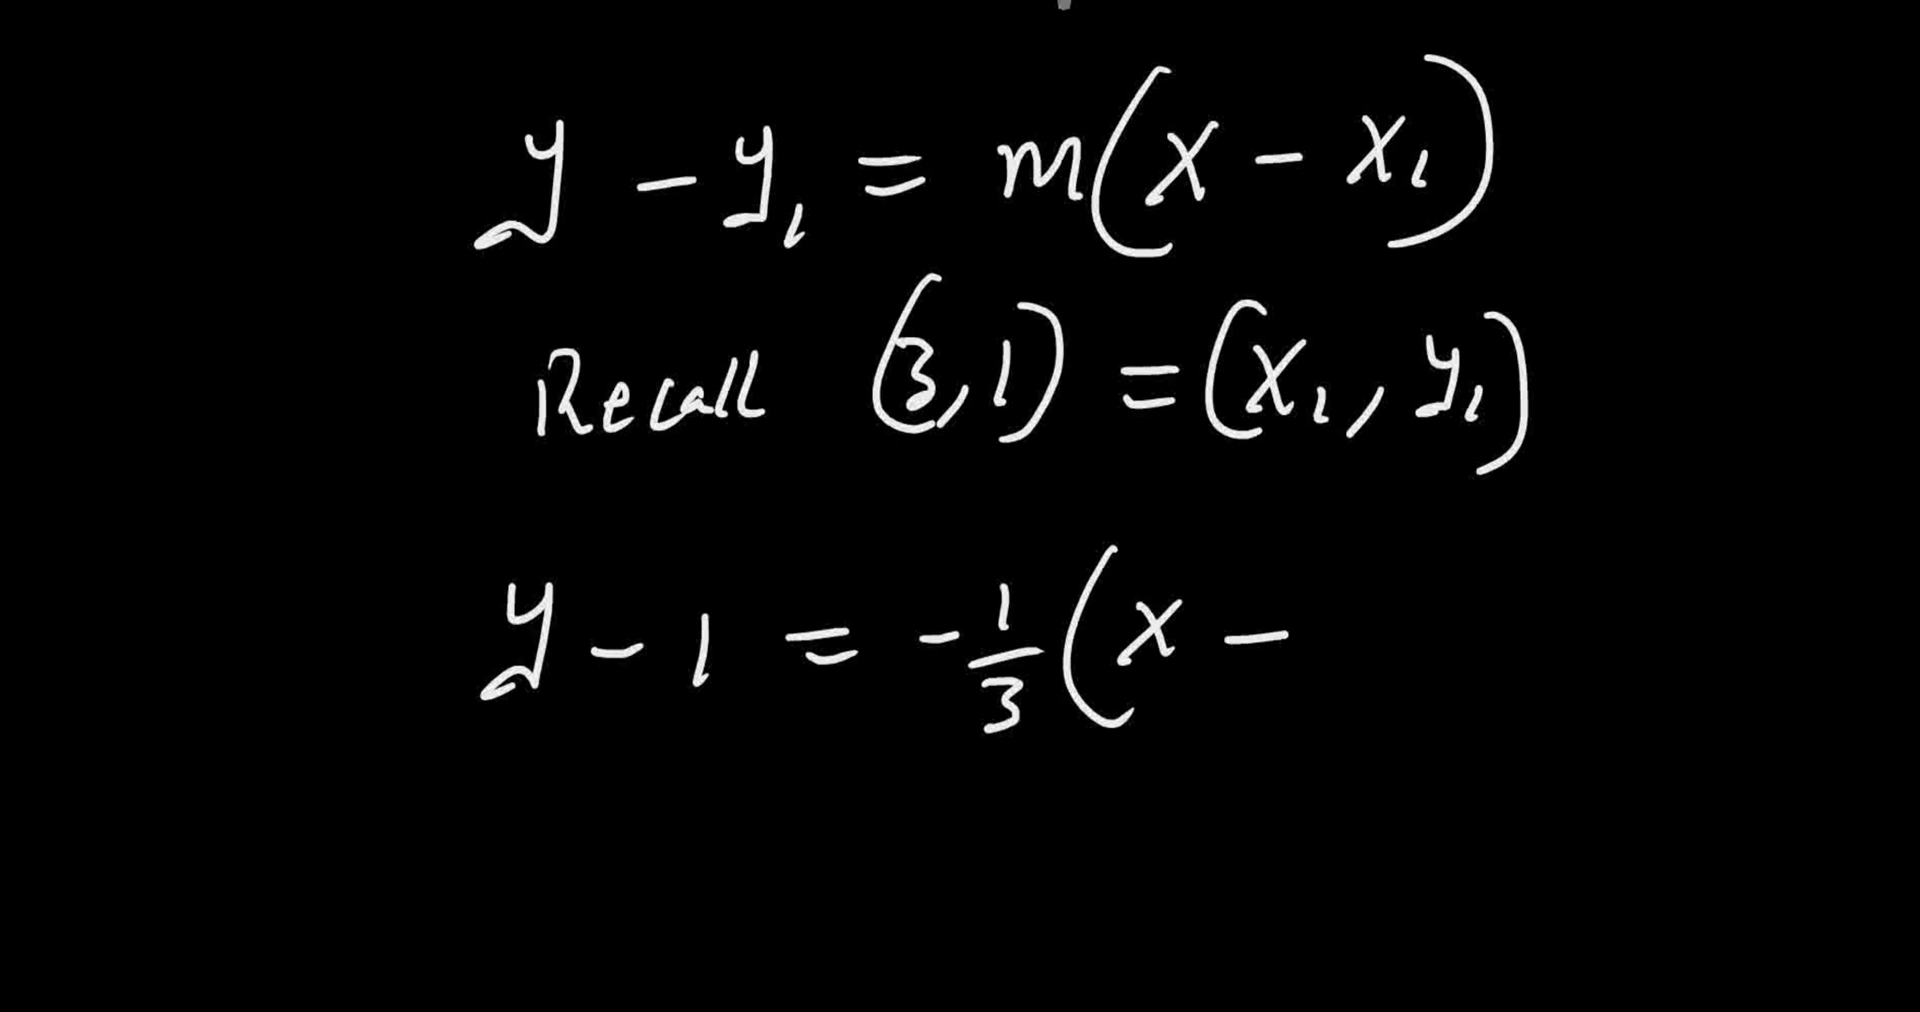 y - y₁ = m(x - x₁)
Recall (3, 1) = (x₁, y₁)
y - 1 = -1/3 (x -